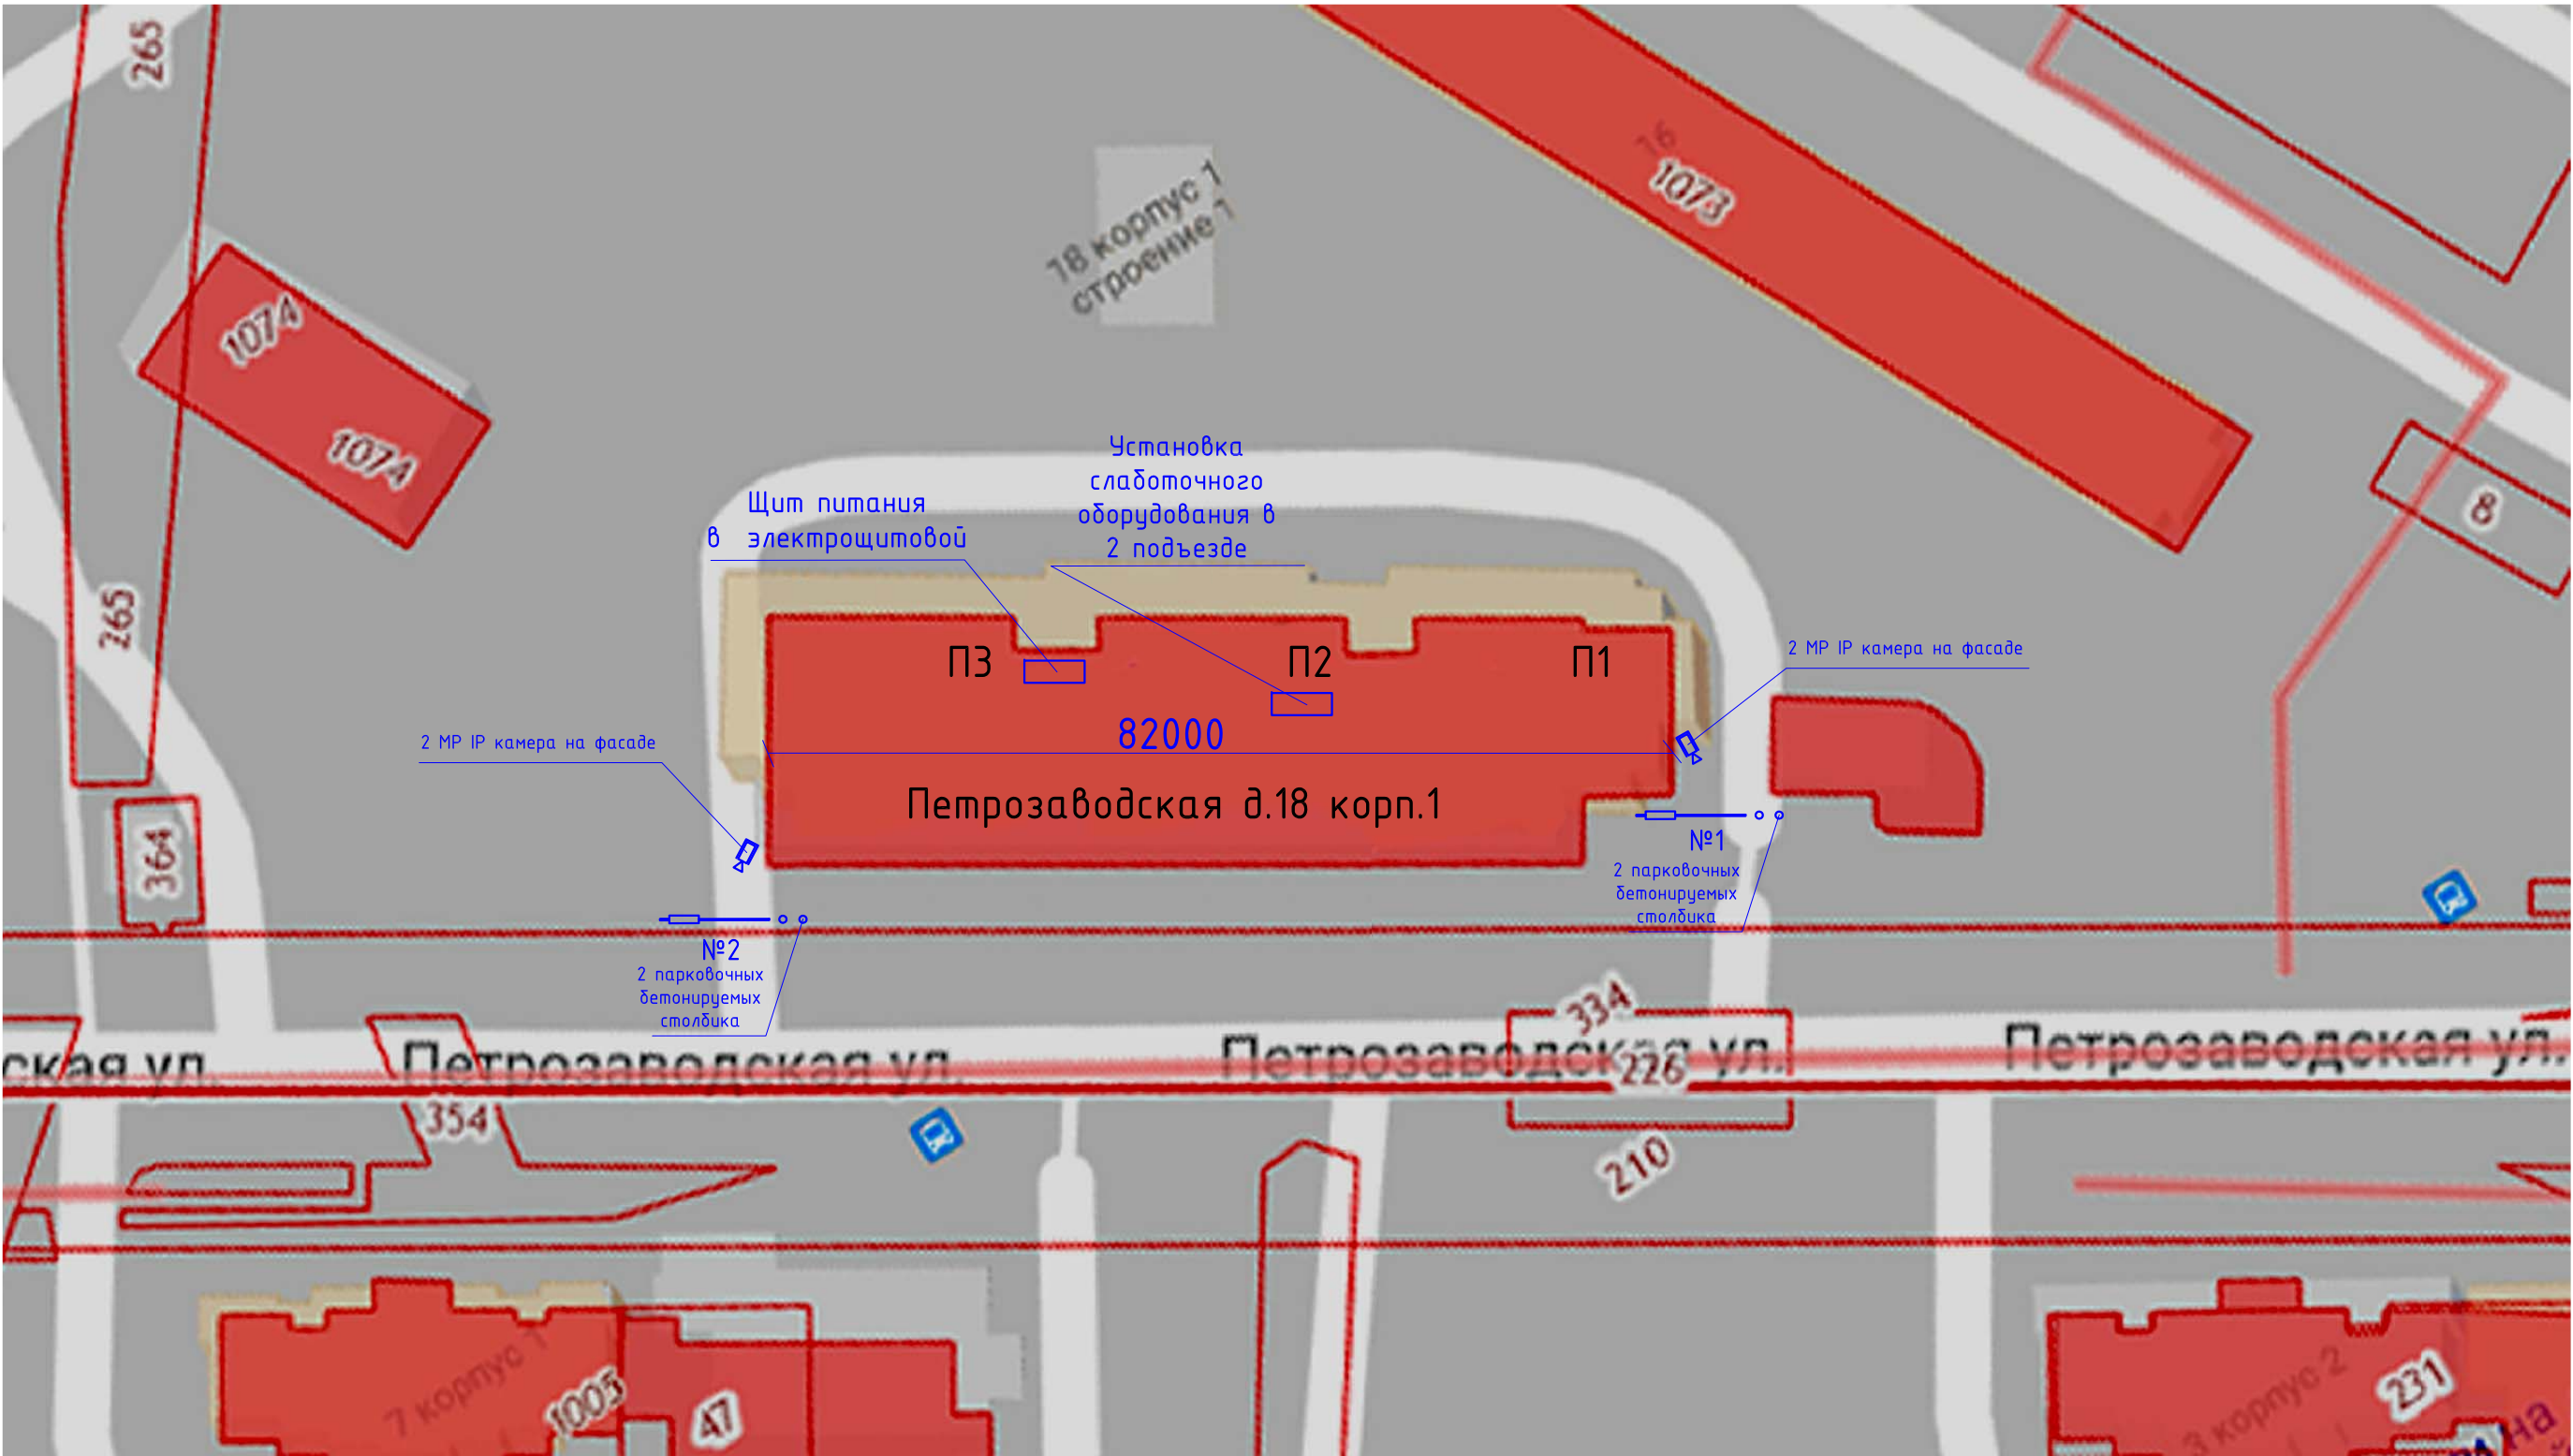 265
16
1073
18 корпус 1
строение 1
1074
1074
Установка
слаботочного
оборудования в
2 подъезде
Щит питания
в электрощитовой
8
265
П3
П2
П1
2 МР IP камера на фасаде
82000
2 МР IP камера на фасаде
Петрозаводская д.18 корп.1
364
№1
2 парковочных
бетонируемых
столбика
№2
2 парковочных
бетонируемых
столбика
334
ская ул.
Петрозаводская ул.
Петрозаводская ул.
Петрозаводская ул.
226
354
210
7 корпус 1
1005
47
3 корпус 2
231
на